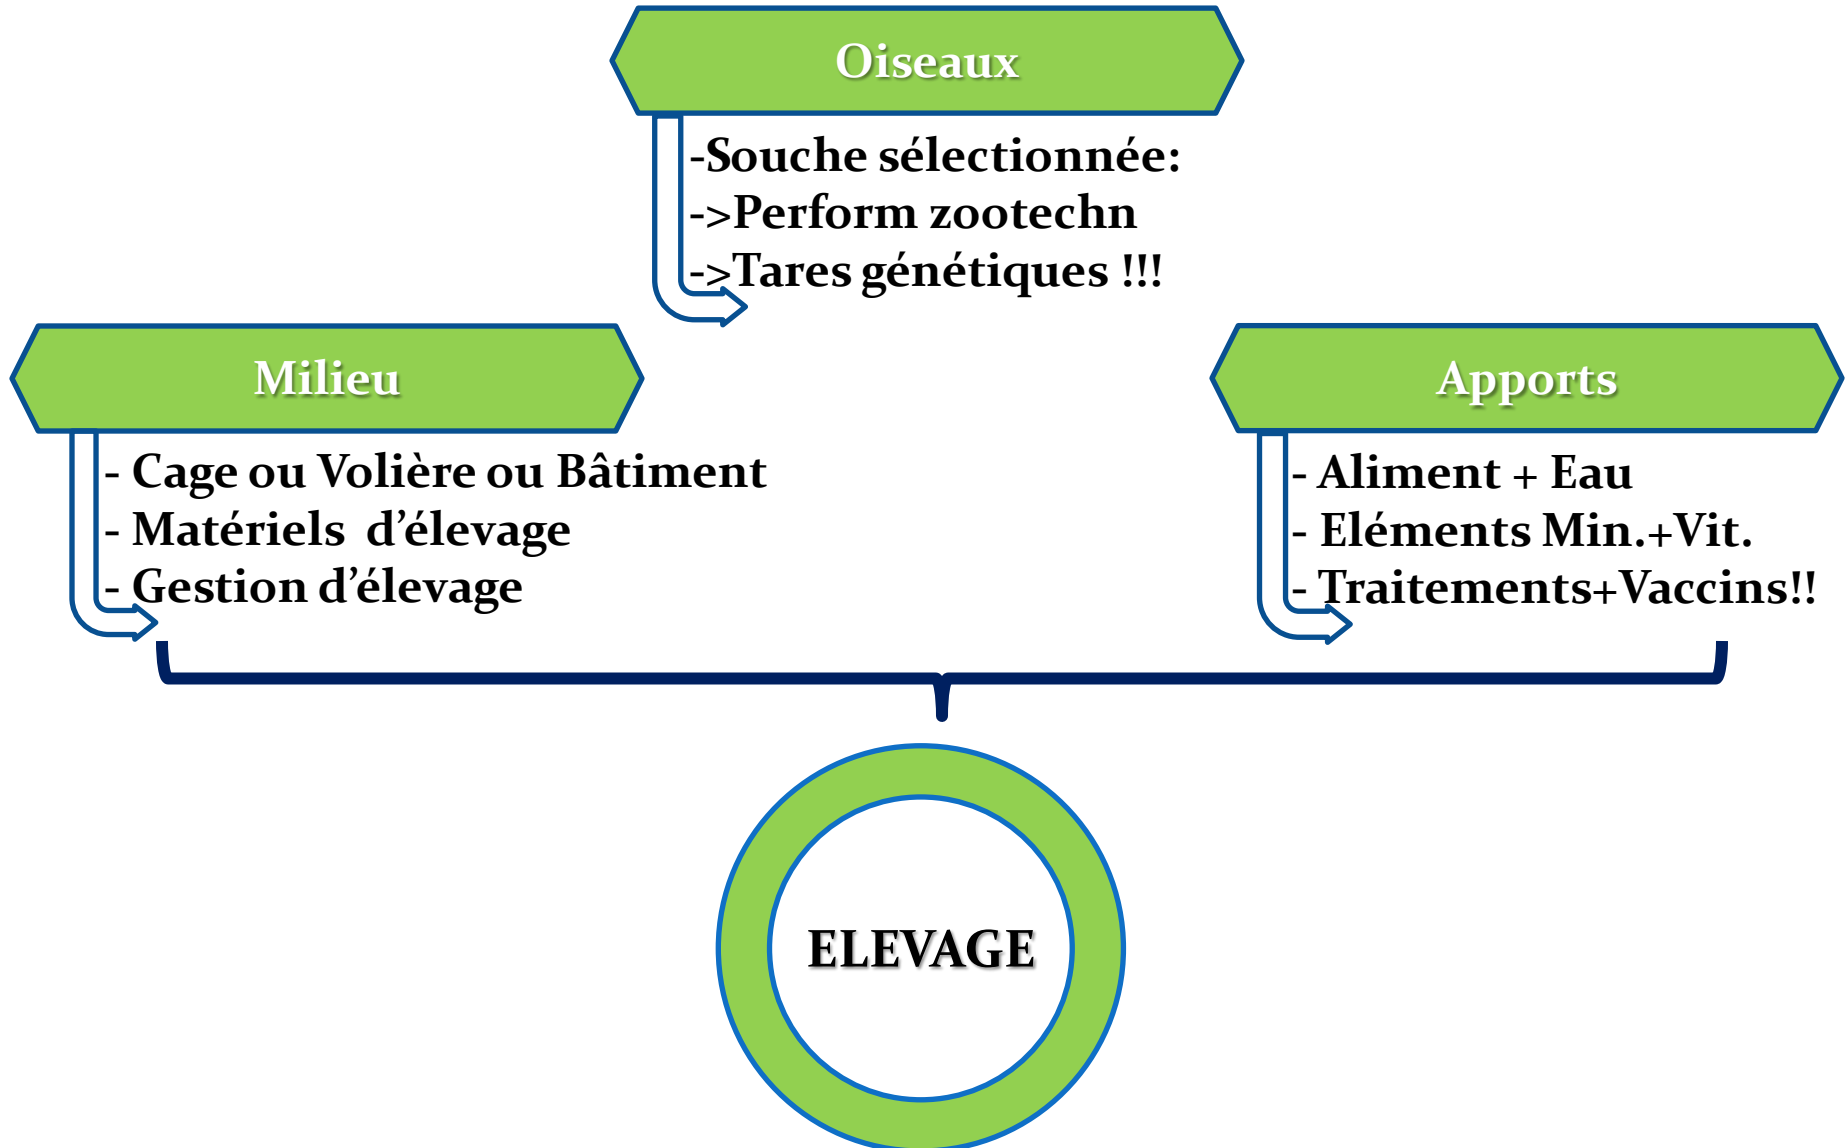 Oiseaux
-Souche sélectionnée:
->Perform zootechn
->Tares génétiques !!!
Milieu
- Cage ou Volière ou Bâtiment
- Matériels d’élevage
- Gestion d’élevage
Apports
- Aliment + Eau
- Eléments Min.+Vit.
- Traitements+Vaccins!!
ELEVAGE